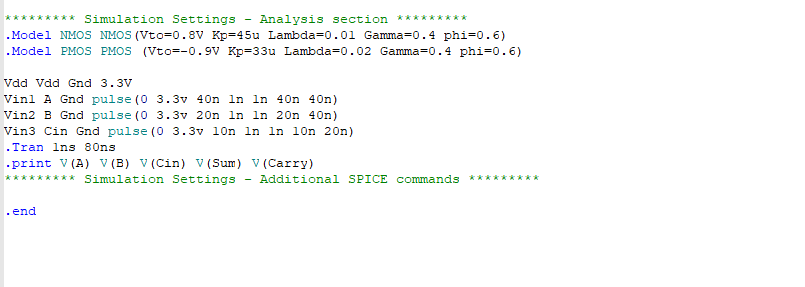 ********* Simulation Settings - Analysis section *********
.Model NMOS NMOS(Vto=0.8V Kp=45u Lambda=0.01 Gamma=0.4 phi=0.6)
.Model PMOS PMOS (Vto=-0.9V Kp=33u Lambda=0.02 Gamma=0.4 phi=0.6)
Vdd Vdd Gnd 3.3V
Vin1 A Gnd pulse(0 3.3v 40n 1n 1n 40n 40n)
Vin2 B Gnd pulse(0 3.3v 20n 1n 1n 20n 40n)
Vin3 Cin Gnd pulse(0 3.3v 10n 1n 1n 10n 20n)
.Tran 1ns 80ns
.print V(A) V(B) V(Cin) V(Sum) V(Carry)
********* Simulation Settings - Additional SPICE commands *********
.end